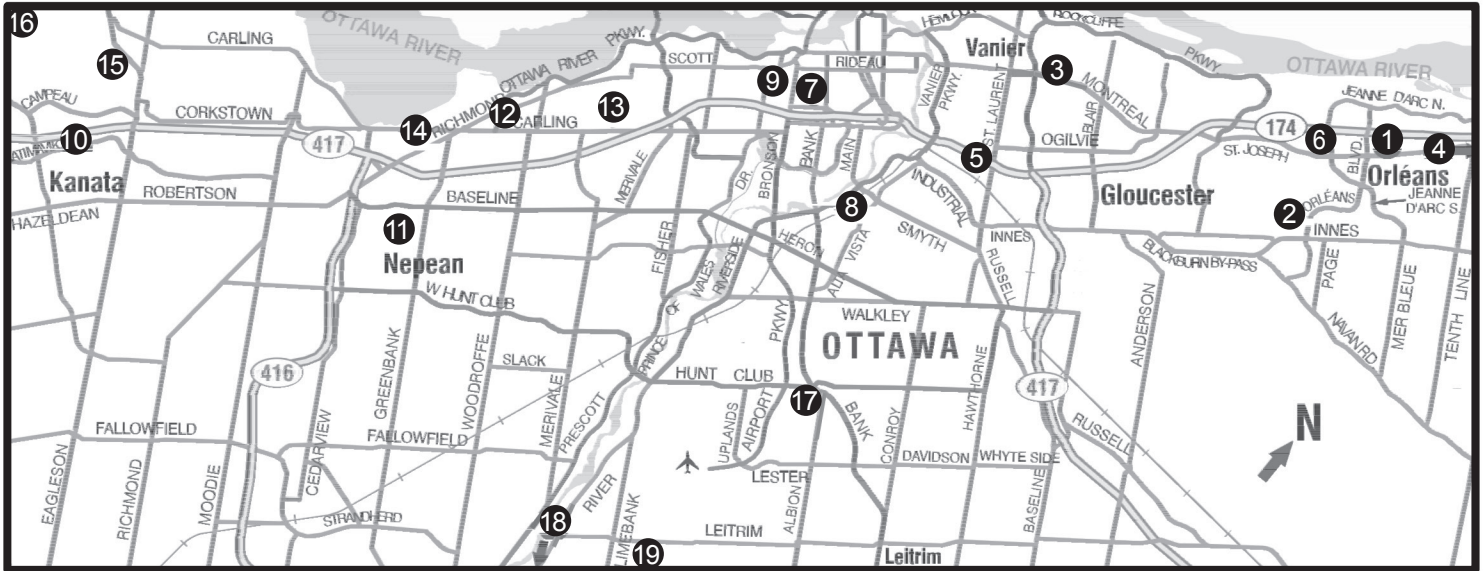 16
OTTAWA RIVER
HEMLOCK
ROCKCLIFFE
CARLING
OTTAWA RIVER PKWY.
SCOTT
Vanier
PKWY
15
9
7
RIDEAU
3
OTTAWA RIVER
CAMPEAU
CORKSTOWN
14
RICHMOND
12
13
CARLING
VANIER
PKWY.
ST. LAURENT
MONTREAL
BLAIR
JEANNE D'ARC N.
10
417
OGILVIE
174
6
1
4
BLVD.
ST. JOSEPH
5
Kanata
ROBERTSON
BASELINE
MERIVALE
DR.
BRONSON
BANK
MAIN
INDUSTRIAL
Gloucester
Orléans
HAZELDEAN
8
2
ORLÉANS
JEANNE
D'ARC S.
11
Nepean
FISHER
WALES
RIVERSIDE
HERON
ALTA VISTA
SMYTH
INNES
RUSSELL
BLACKBURN BY-PASS
INNES
PAGE
MER BLEUE
TENTH LINE
W HUNT CLUB
PRINCE OF
PKWY
WALKLEY
OTTAWA
ANDERSON
NAVAN RD.
416
SLACK
GREENBANK
WOODROFFE
MERIVALE
HUNT CLUB
HAWTHORNE
417
17
BANK
CONROY
RUSSELL
N
FALLOWFIELD
FALLOWFIELD
CEDARVIEW
PRESCOTT
UPLANDS
AIRPORT
DAVIDSON
WHYTE SIDE
LESTER
EAGLESON
RICHMOND
MOODIE
STRANDHERD
RIVER
LIMEBANK
ALBION
BASELINE
18
19
LEITRIM
Leitrim